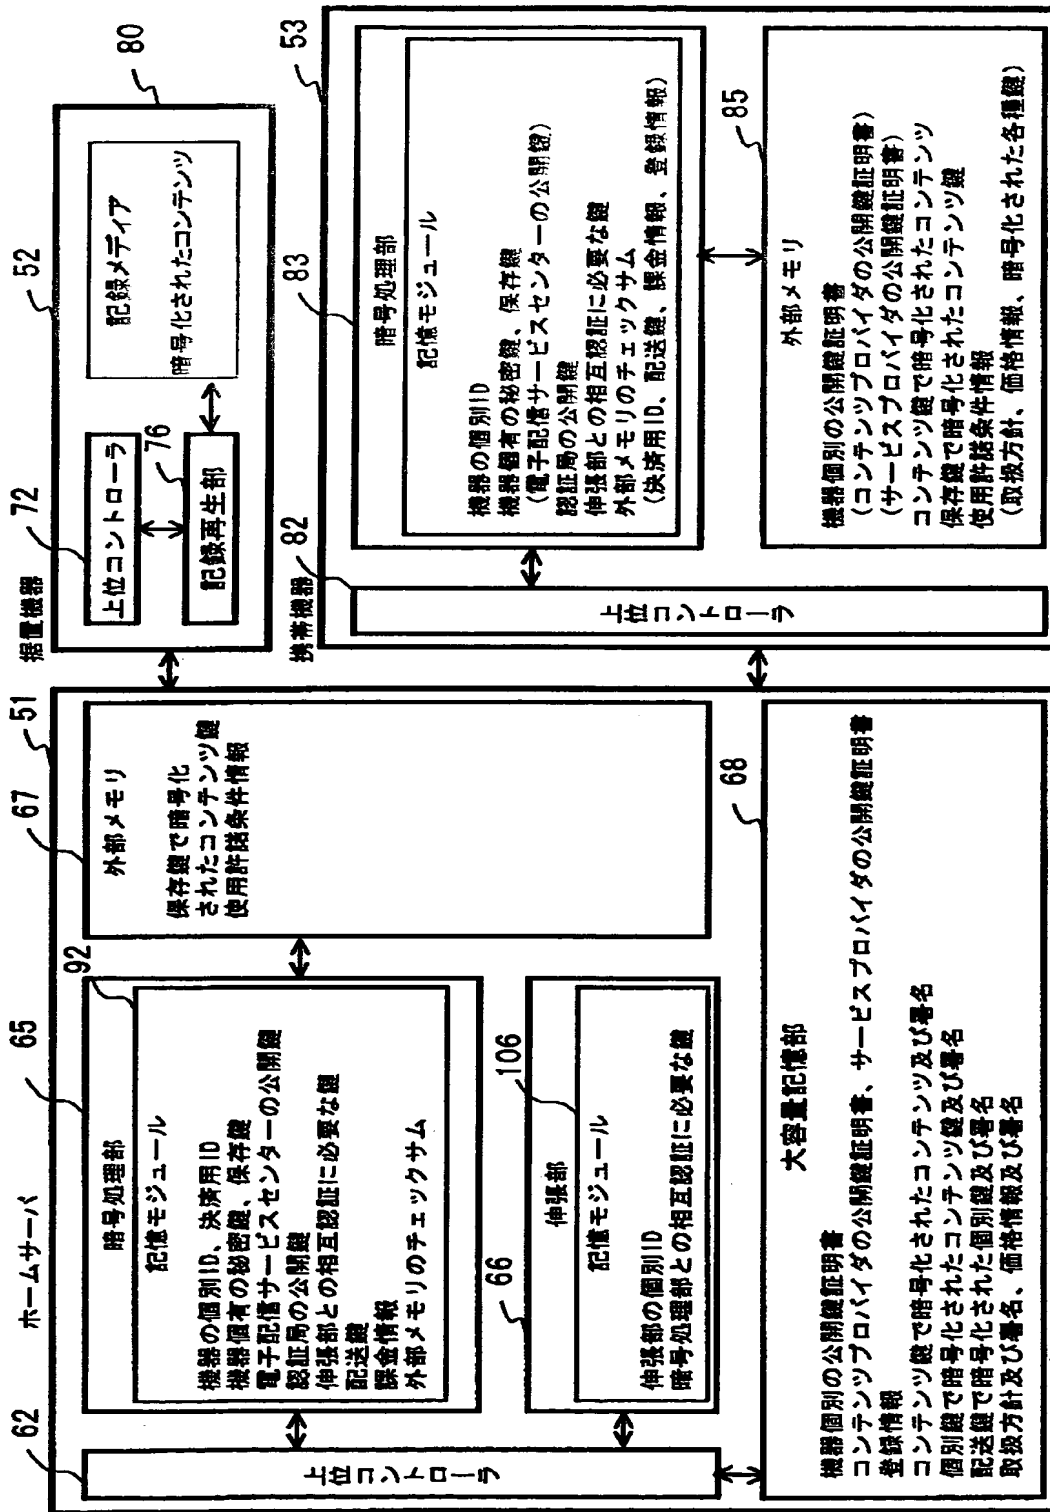 ホームサーバ
51
62
上位コントローラ
65
暗号処理部
92
記憶モジュール
機器の個別ID、決済用ID
機器個有の秘密鍵、保存鍵
電子配信サービスセンターの公開鍵
認証局の公開鍵
伸張部との相互認証に必要な鍵
配送鍵
課金情報
外部メモリのチェックサム
66
伸張部
106
記憶モジュール
伸張部の個別ID
暗号処理部との相互認証に必要な鍵
67
外部メモリ
保存鍵で暗号化
されたコンテンツ鍵
使用許諾条件情報
68
大容量記憶部
機器個別の公開鍵証明書
コンテンツプロバイダの公開鍵証明書、サービスプロバイダの公開鍵証明書
登録情報
コンテンツ鍵で暗号化されたコンテンツ及び署名
個別鍵で暗号化されたコンテンツ鍵及び署名
配送鍵で暗号化された個別鍵及び署名
取扱方針及び署名、価格情報及び署名
据置機器
52
72
上位コントローラ
76
記録再生部
80
記録メディア
暗号化されたコンテンツ
携帯機器
53
82
上位コントローラ
83
暗号処理部
記憶モジュール
機器の個別ID
機器個有の秘密鍵、保存鍵
(電子配信サービスセンターの公開鍵)
認証局の公開鍵
伸張部との相互認証に必要な鍵
外部メモリのチェックサム
(決済用ID、配送鍵、課金情報、登録情報)
85
外部メモリ
機器個別の公開鍵証明書
(コンテンツプロバイダの公開鍵証明書)
(サービスプロバイダの公開鍵証明書)
コンテンツ鍵で暗号化されたコンテンツ
保存鍵で暗号化されたコンテンツ鍵
使用許諾条件情報
(取扱方針、価格情報、暗号化された各種鍵)